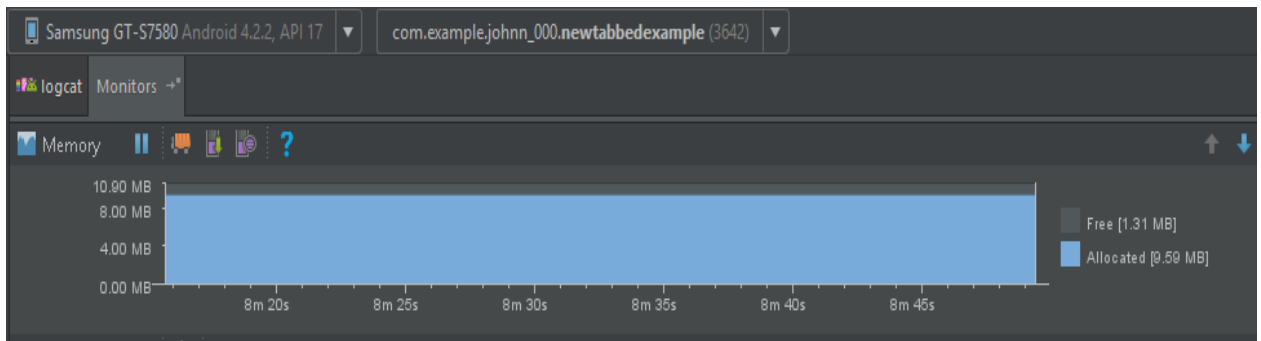 Samsung GT-S7580 Android 4.2.2, API 17 com.example.johnn_000.newtabbedexample (3642)
logcat Monitors
Memory ?
10.90 MB
8.00 MB
4.00 MB
0.00 MB
Free [1.31 MB]
Allocated [9.59 MB]
8m 20s 8m 25s 8m 30s 8m 35s 8m 40s 8m 45s